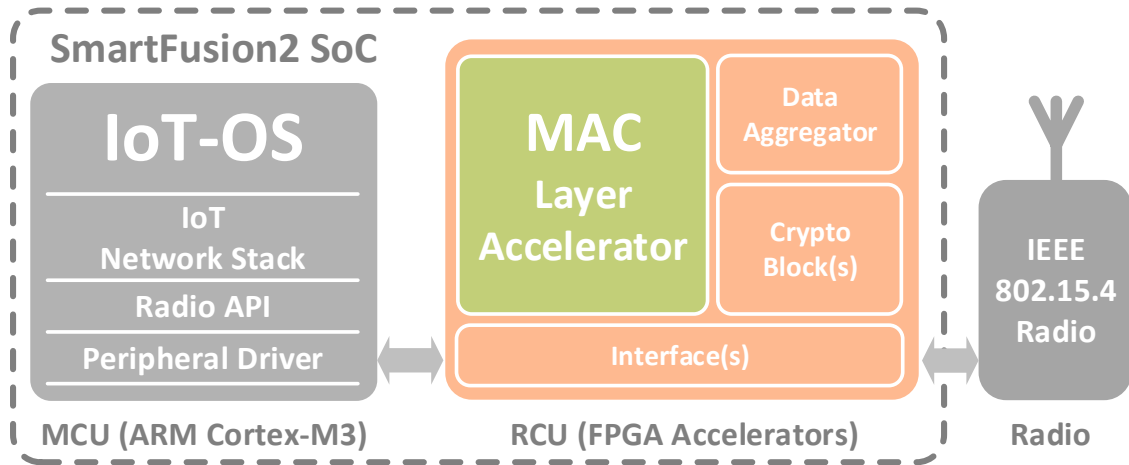 SmartFusion2 SoC
IoT-OS
IoT
Network Stack
Radio API
Peripheral Driver
MCU (ARM Cortex-M3)
MAC
Layer
Accelerator
Data
Aggregator
Crypto
Block(s)
Interface(s)
RCU (FPGA Accelerators)
IEEE
802.15.4
Radio
Radio